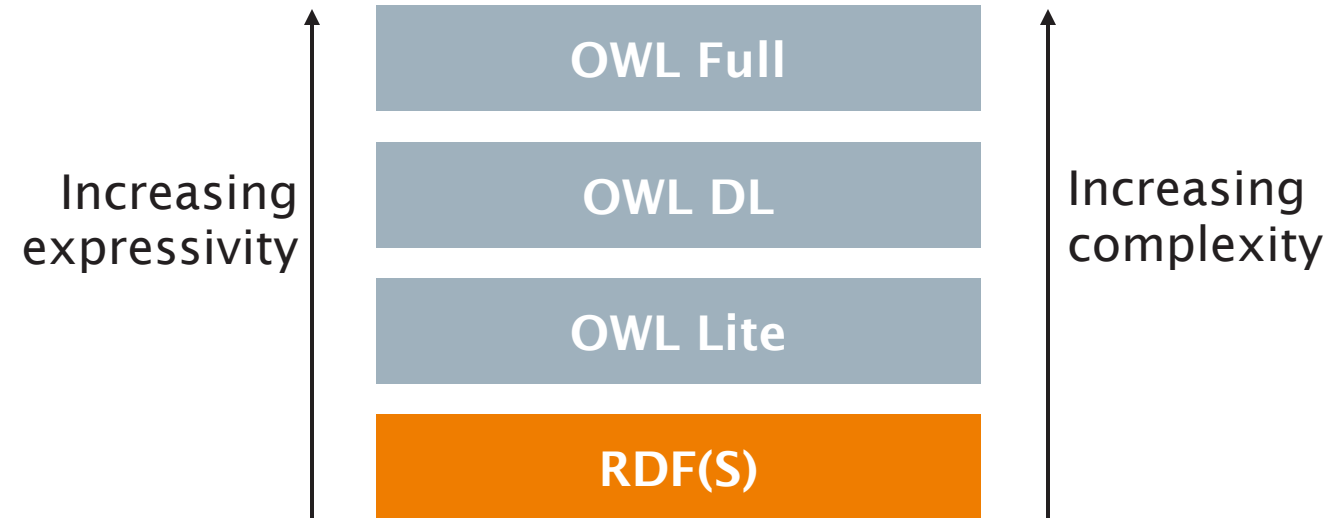 OWL Full
Increasing
expressivity
OWL DL
Increasing
complexity
OWL Lite
RDF(S)